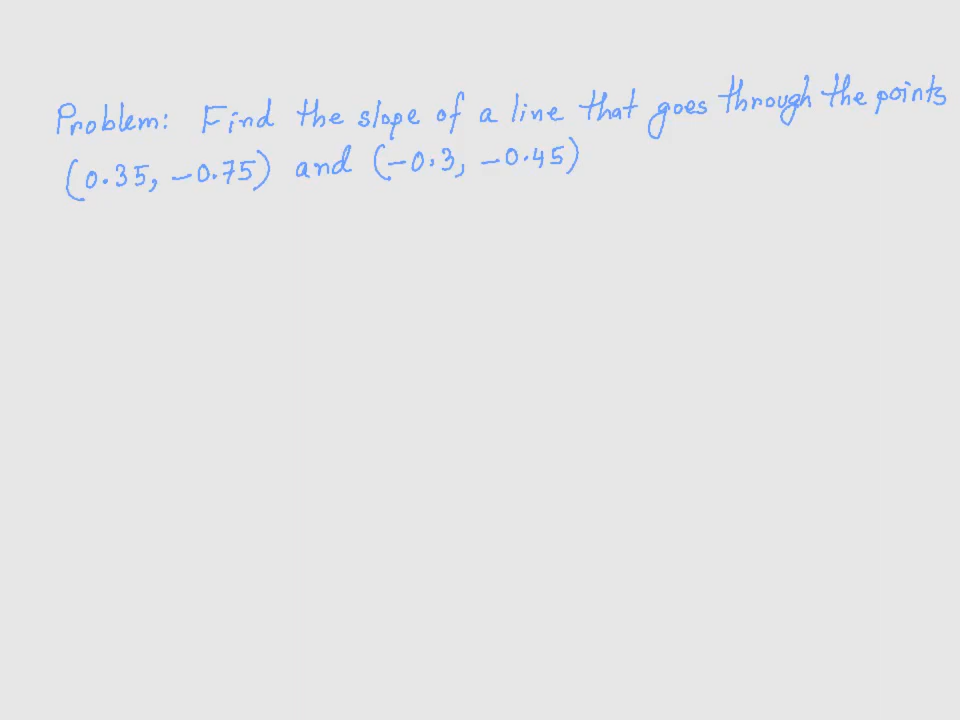 Problem: Find the slope of a line that goes through the points
(0.35, -0.75) and (-0.3, -0.45)